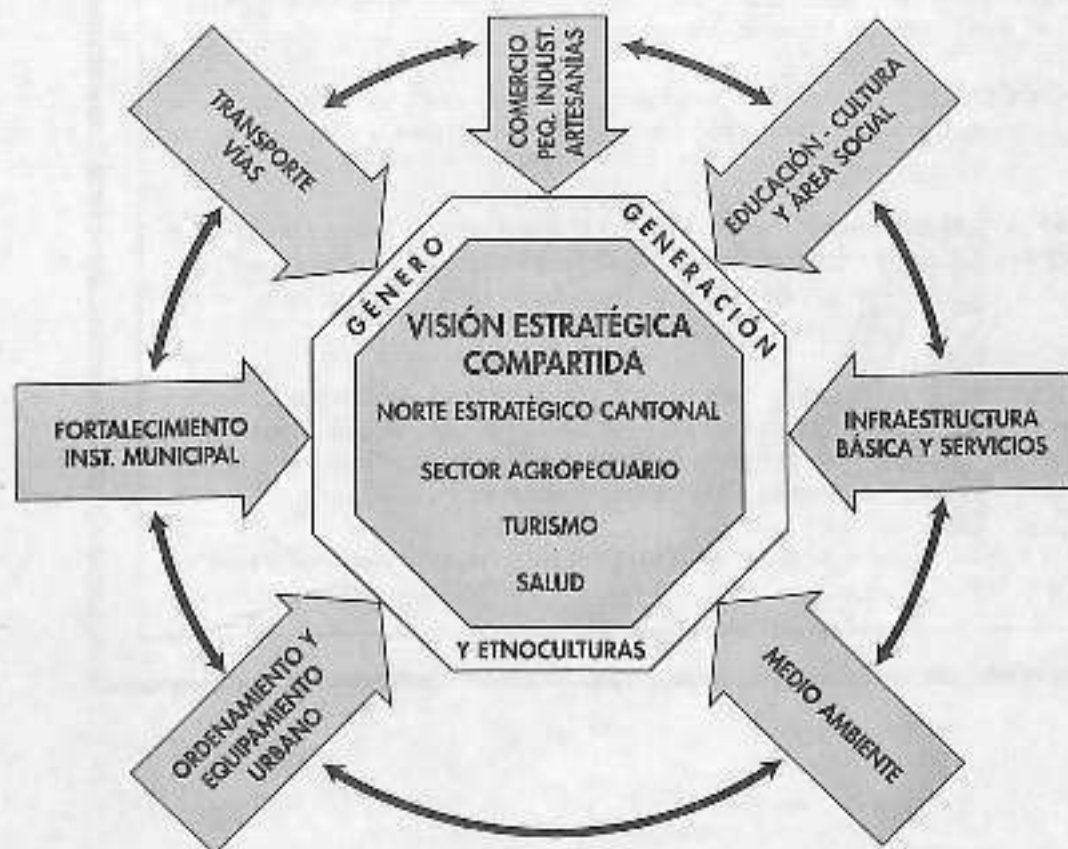 COMERCIO
PEQ. INDUST.
ARTESANÍAS
TRANSPORTE
VÍAS
EDUCACIÓN - CULTURA
Y ÁREA SOCIAL
GÉNERO
GENERACIÓN
VISIÓN ESTRATÉGICA
COMPARTIDA
NORTE ESTRATÉGICO CANTONAL
SECTOR AGROPECUARIO
TURISMO
SALUD
Y ETNOCULTURAS
FORTALECIMIENTO
INST. MUNICIPAL
INFRAESTRUCTURA
BÁSICA Y SERVICIOS
ORDENAMIENTO Y
EQUIPAMIENTO
URBANO
MEDIO AMBIENTE